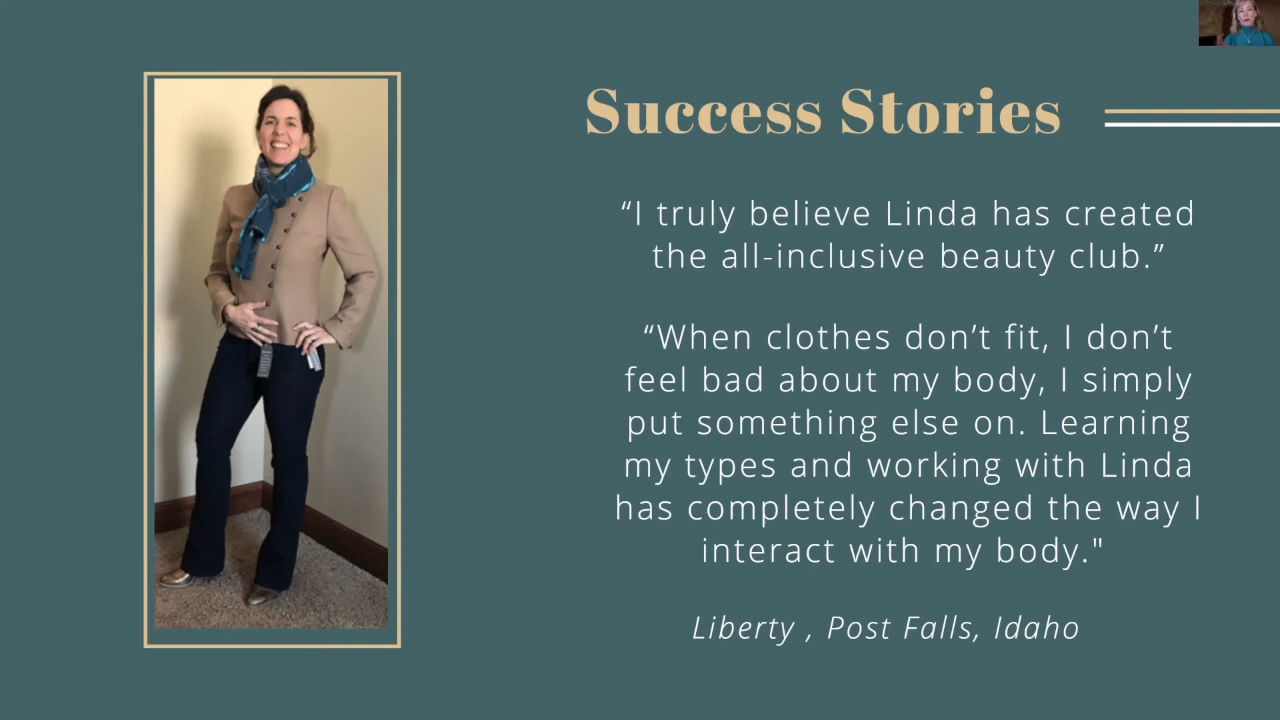 Success Stories
“I truly believe Linda has created
the all-inclusive beauty club.”
“When clothes don’t fit, I don’t
feel bad about my body, I simply
put something else on. Learning
my types and working with Linda
has completely changed the way I
interact with my body."
Liberty , Post Falls, Idaho